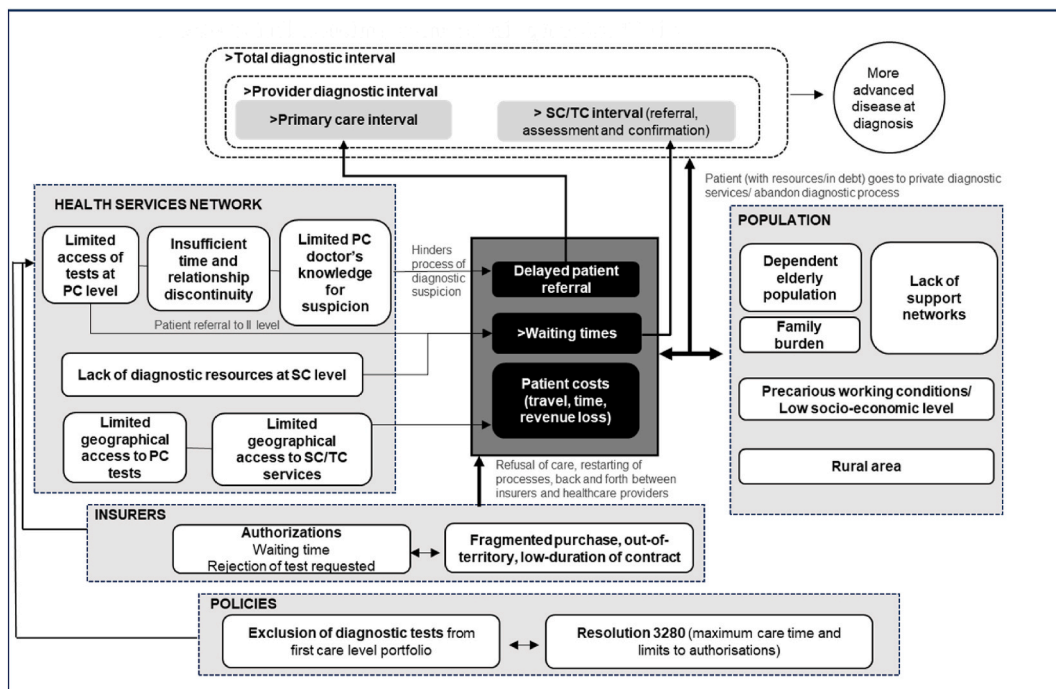 >Total diagnostic interval
>Provider diagnostic interval
>Primary care interval
> SC/TC interval (referral,
assessment and confirmation)
More
advanced
disease at
diagnosis
Patient (with resources/in debt) goes to private diagnostic
services/ abandon diagnostic process
HEALTH SERVICES NETWORK
Limited
access of
tests at
PC level
Insufficient
time and
relationship
discontinuity
Limited PC
doctor's
knowledge
for
suspicion
Hinders
process of
diagnostic
suspicion
Patient referral to II level
Lack of diagnostic resources at SC level
Limited
geographical
access to PC
tests
Limited
geographical
access to SC/TC
services
Delayed patient
referral
>Waiting times
Patient costs
(travel, time,
revenue loss)
Refusal of care, restarting of
processes, back and forth between
insurers and healthcare providers
POPULATION
Dependent
elderly
population
Family
burden
Lack of
support
networks
Precarious working conditions/
Low socio-economic level
Rural area
INSURERS
Authorizations
Waiting time
Rejection of test requested
Fragmented purchase, out-of-
territory, low-duration of contract
POLICIES
Exclusion of diagnostic tests from
first care level portfolio
Resolution 3280 (maximum care time and
limits to authorisations)